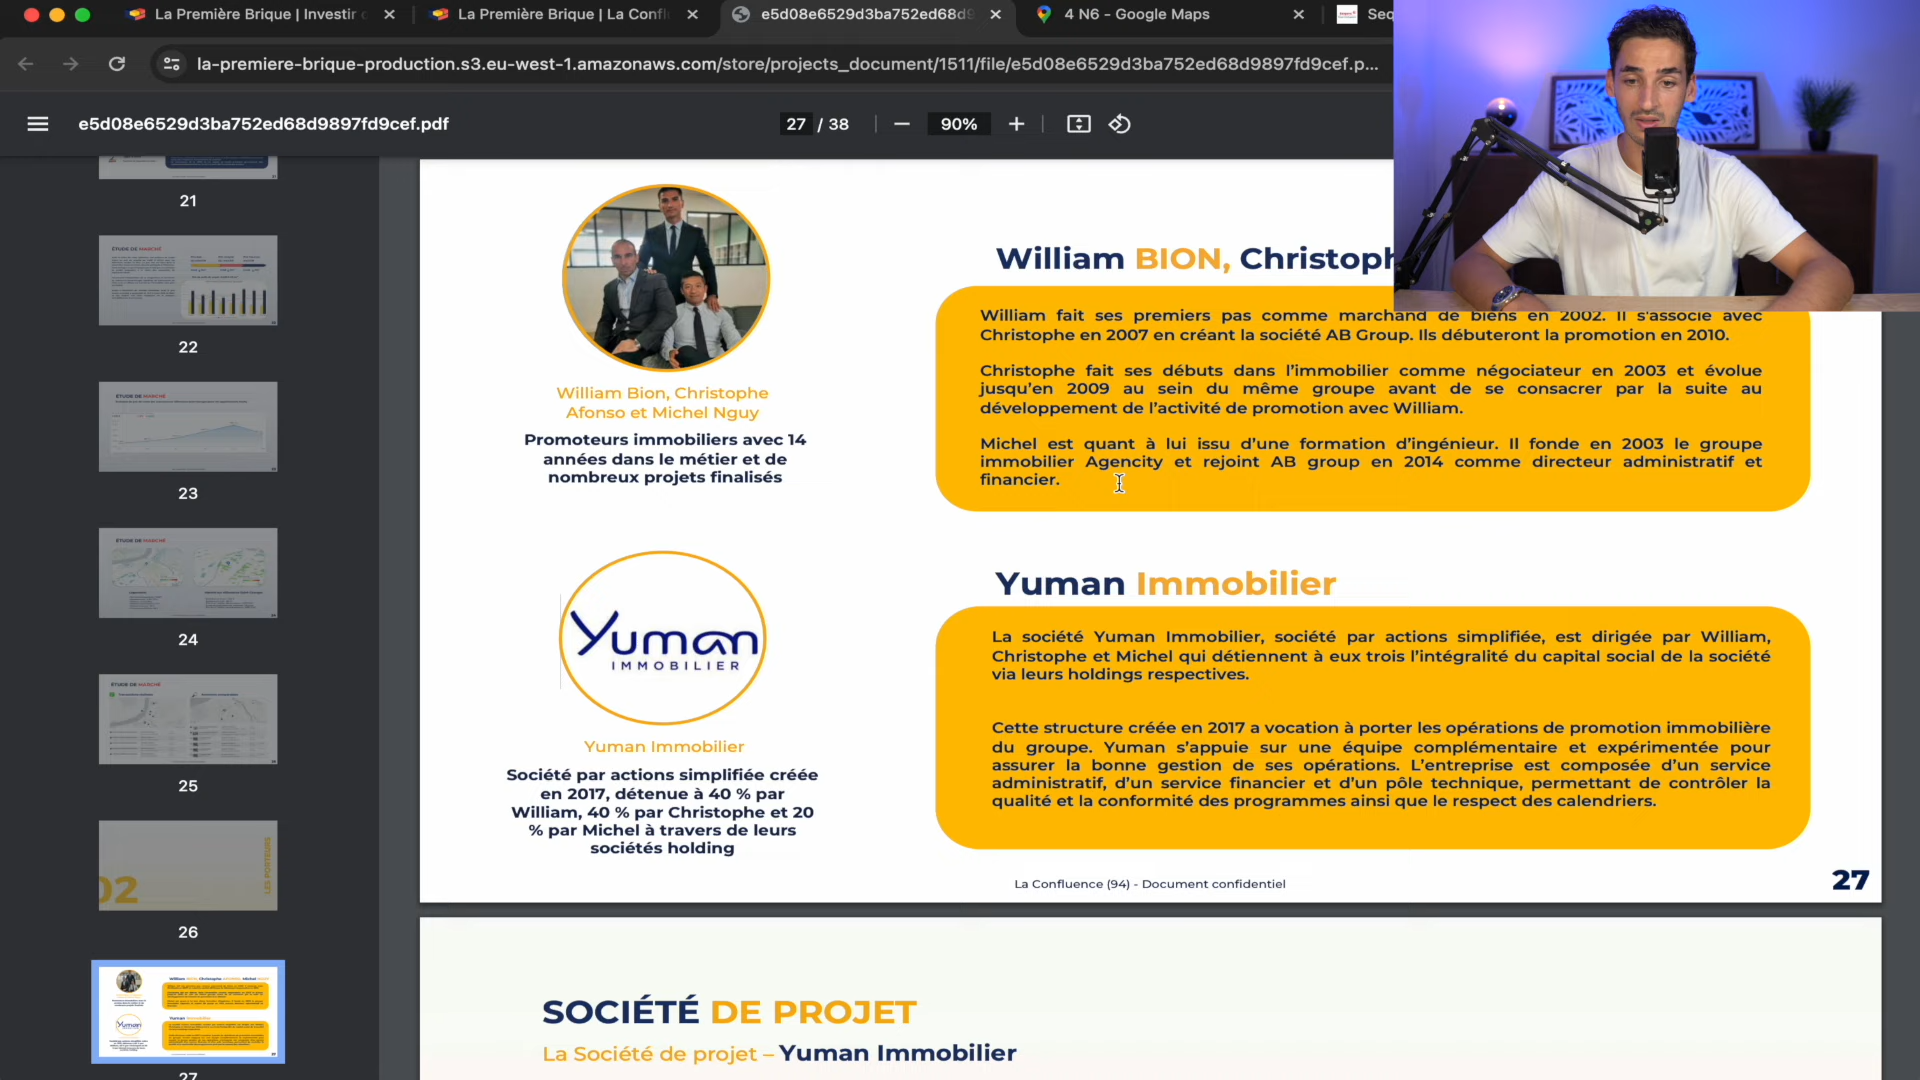 La Première Brique | Investir
La Première Brique | La Confl
e5d08e6529d3ba752ed68d9
4 N6 - Google Maps
Seq
la-premiere-brique-production.s3.eu-west-1.amazonaws.com/store/projects_document/1511/file/e5d08e6529d3ba752ed68d9897fd9cef.p...
e5d08e6529d3ba752ed68d9897fd9cef.pdf
27 / 38
90%
21
ÉTUDE DE MARCHÉ
22
ÉTUDE DE MARCHÉ
23
ÉTUDE DE MARCHÉ
24
ÉTUDE DE MARCHÉ
25
02
26
27
William Bion, Christophe
Afonso et Michel Nguy
Promoteurs immobiliers avec 14
années dans le métier et de
nombreux projets finalisés
William BION, Christoph
William fait ses premiers pas comme marchand de biens en 2002. Il s'associe avec
Christophe en 2007 en créant la société AB Group. Ils débuteront la promotion en 2010.
Christophe fait ses débuts dans l'immobilier comme négociateur en 2003 et évolue
jusqu'en 2009 au sein du même groupe avant de se consacrer par la suite au
développement de l'activité de promotion avec William.
Michel est quant à lui issu d'une formation d'ingénieur. Il fonde en 2003 le groupe
immobilier Agencity et rejoint AB group en 2014 comme directeur administratif et
financier.
Yuman
IMMOBILIER
Yuman Immobilier
Société par actions simplifiée créée
en 2017, détenue à 40 % par
William, 40 % par Christophe et 20
% par Michel à travers de leurs
sociétés holding
Yuman Immobilier
La société Yuman Immobilier, société par actions simplifiée, est dirigée par William,
Christophe et Michel qui détiennent à eux trois l'intégralité du capital social de la société
via leurs holdings respectives.
Cette structure créée en 2017 a vocation à porter les opérations de promotion immobilière
du groupe. Yuman s'appuie sur une équipe complémentaire et expérimentée pour
assurer la bonne gestion de ses opérations. L'entreprise est composée d'un service
administratif, d'un service financier et d'un pôle technique, permettant de contrôler la
qualité et la conformité des programmes ainsi que le respect des calendriers.
La Confluence (94) - Document confidentiel
27
SOCIÉTÉ DE PROJET
La Société de projet – Yuman Immobilier